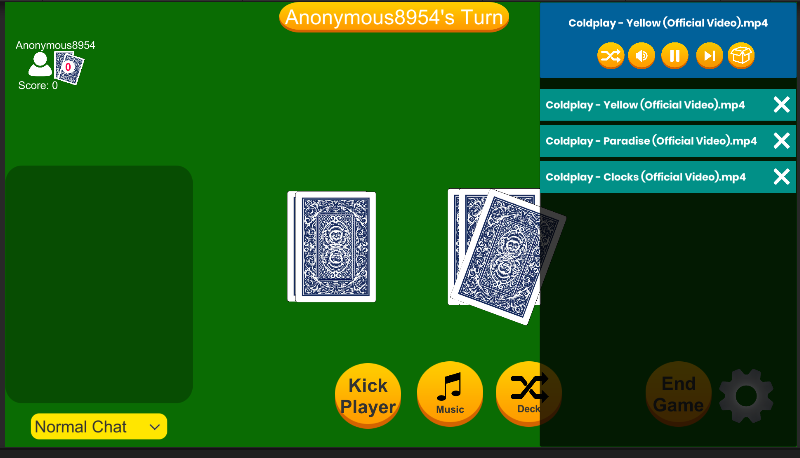 Anonymous8954's Turn
Anonymous8954
0
Score: 0
Coldplay - Yellow (Official Video).mp4
Coldplay - Yellow (Official Video).mp4
Coldplay - Paradise (Official Video).mp4
Coldplay - Clocks (Official Video).mp4
Kick
Player
Music
Deck
End
Game
Normal Chat